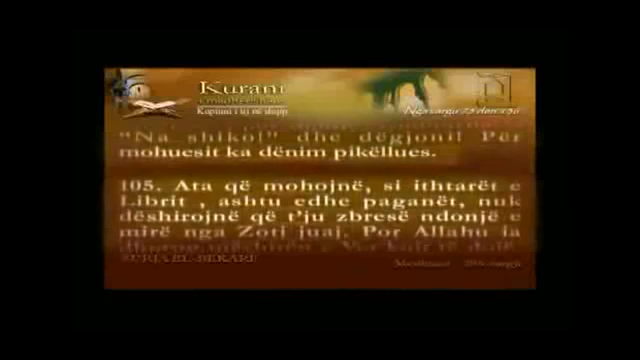 Kurani
Kuptimi i tij në shqip
"Na shiko!" dhe dëgjoni! Për
mohuesit ka dënim pikëllues.
105. Ata që mohojnë, si ithtarët e
Librit , ashtu edhe paganët, nuk
dëshirojnë që t'ju zbresë ndonjë e
mirë nga Zoti juaj. Por Allahu ia
SURJA EL-BEKARE